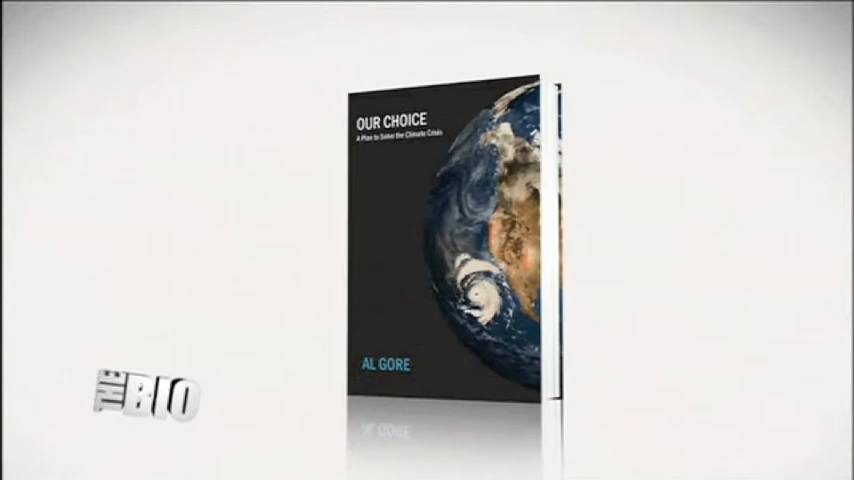 OUR CHOICE
A Plan to Solve the Climate Crisis
AL GORE
THE BIO